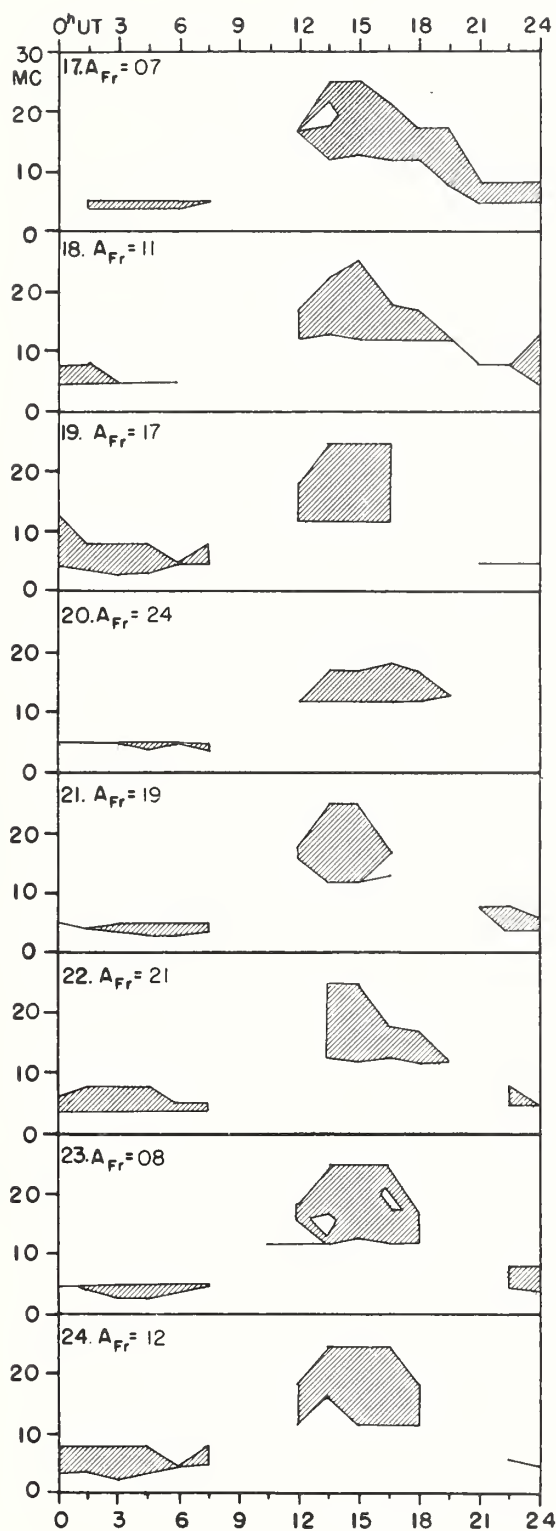 0ʰ UT 3 6 9 12 15 18 21 24
30
MC
17. A_Fr = 07
20
10
0
18. A_Fr = 11
20
10
0
19. A_Fr = 17
20
10
0
20. A_Fr = 24
20
10
0
21. A_Fr = 19
20
10
0
22. A_Fr = 21
20
10
0
23. A_Fr = 08
20
10
0
24. A_Fr = 12
20
10
0
0 3 6 9 12 15 18 21 24